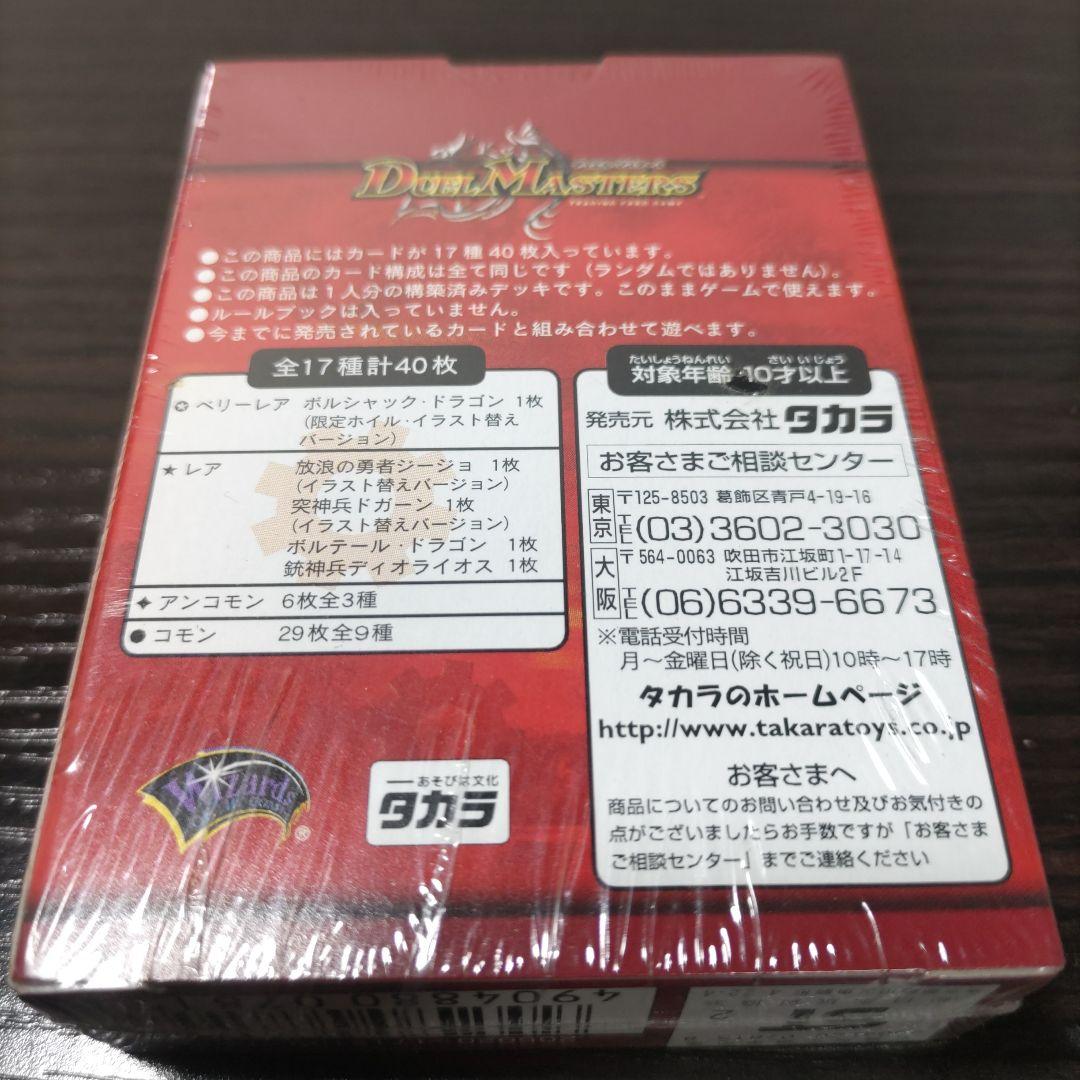 DUEL MASTERS
●この商品にはカードが17種40枚入っています。
●この商品のカード構成は全て同じです(ランダムではありません)。
●この商品は1人分の構築済みデッキです。このままゲームで使えます。
●ルールブックは入っていません。
●今までに発売されているカードと組み合わせて遊べます。
全17種計40枚
✪ ベリーレア ボルシャック・ドラゴン 1枚
(限定ホイル・イラスト替え
バージョン)
★ レア 放浪の勇者ジージョ 1枚
(イラスト替えバージョン)
突神兵ドガーン 1枚
(イラスト替えバージョン)
ボルテール・ドラゴン 1枚
銃神兵ディオライオス 1枚
✦ アンコモン 6枚全3種
● コモン 29枚全9種
たいしょうねんれい さいいじょう
対象年齢 10才以上
発売元 株式会社 タカラ
お客さまご相談センター
東京 〒125-8503 葛飾区青戸4-19-16
TEL(03)3602-3030
大阪 〒564-0063 吹田市江坂町1-17-14
江坂吉川ビル2F
TEL(06)6339-6673
※電話受付時間
月〜金曜日(除く祝日)10時〜17時
タカラのホームページ
http://www.takaratoys.co.jp
お客さまへ
商品についてのお問い合わせ及びお気付きの
点がございましたらお手数ですが「お客さま
ご相談センター」までご連絡ください
Wizards
®
あそびは文化
タカラ